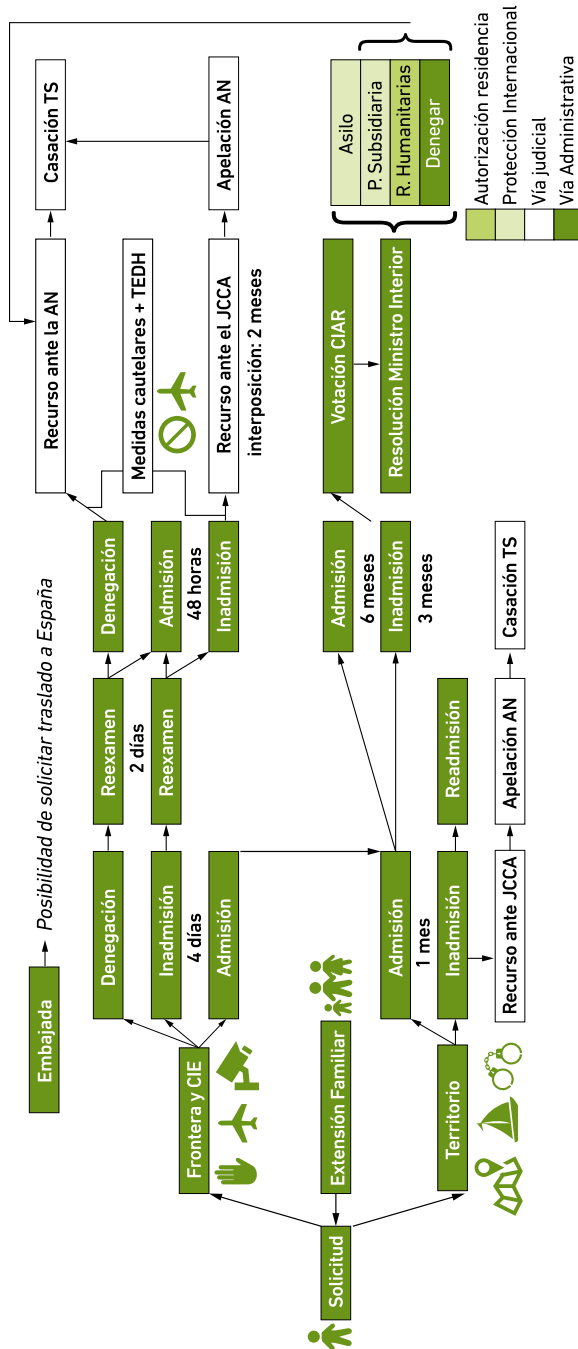 Embajada
Posibilidad de solicitar traslado a España
Solicitud
Extensión Familiar
Frontera y CIE
Denegación
Inadmisión
4 días
Admisión
Reexamen
2 días
Reexamen
Denegación
Admisión
48 horas
Inadmisión
Recurso ante la AN
Medidas cautelares + TEDH
Recurso ante el JCCA
interposición: 2 meses
Casación TS
Apelación AN
Territorio
Admisión
1 mes
Inadmisión
Readmisión
Recurso ante JCCA
Apelación AN
Casación TS
Admisión
6 meses
Inadmisión
3 meses
Votación CIAR
Resolución Ministro Interior
Asilo
P. Subsidiaria
R. Humanitarias
Denegar
Autorización residencia
Protección Internacional
Vía judicial
Vía Administrativa